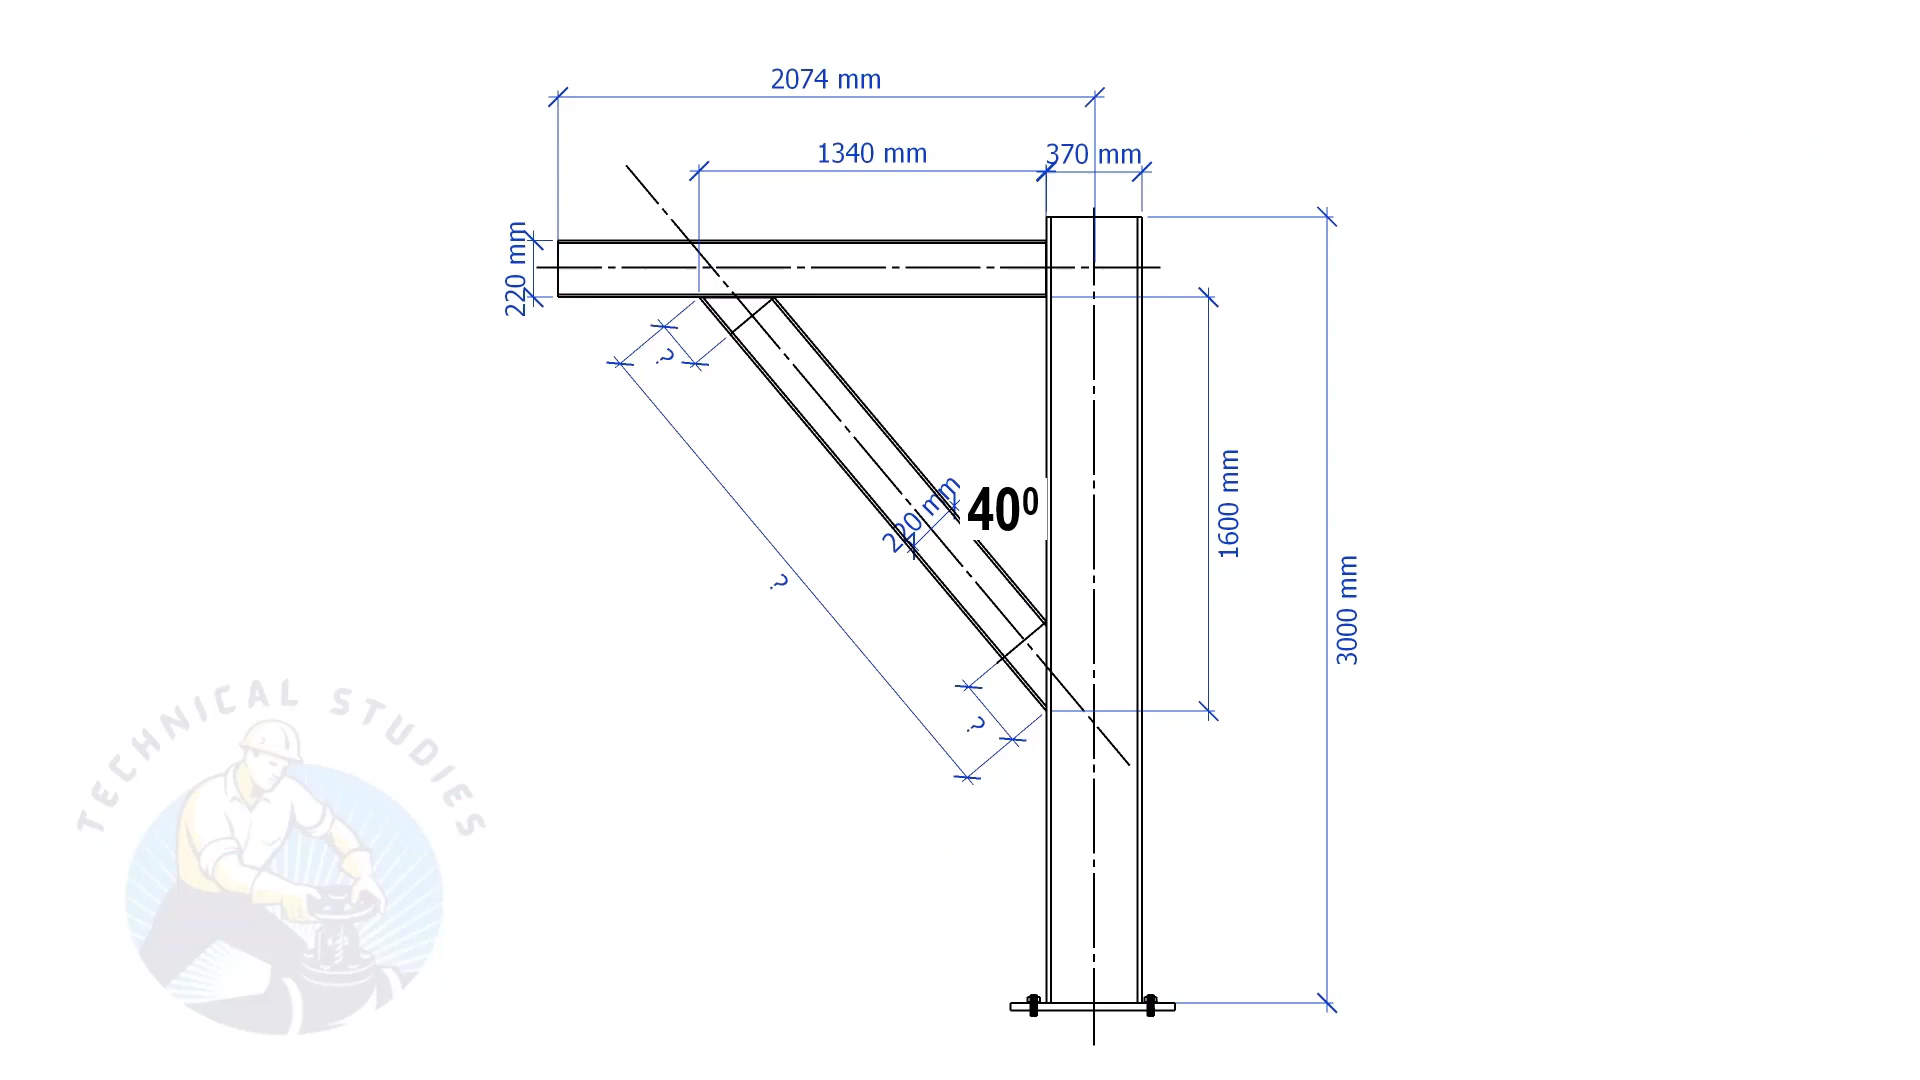 2074 mm
1340 mm
370 mm
220 mm
?
220 mm
40⁰
1600 mm
?
3000 mm
?
TECHNICAL STUDIES